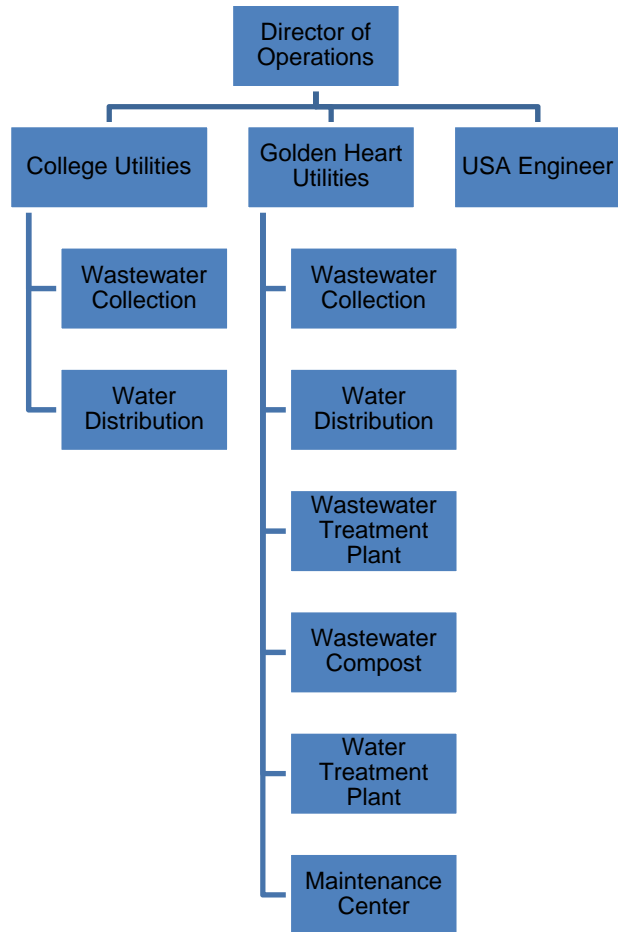 Director of
Operations
College Utilities
Golden Heart
Utilities
USA Engineer
Wastewater
Collection
Water
Distribution
Wastewater
Collection
Water
Distribution
Wastewater
Treatment
Plant
Wastewater
Compost
Water
Treatment
Plant
Maintenance
Center